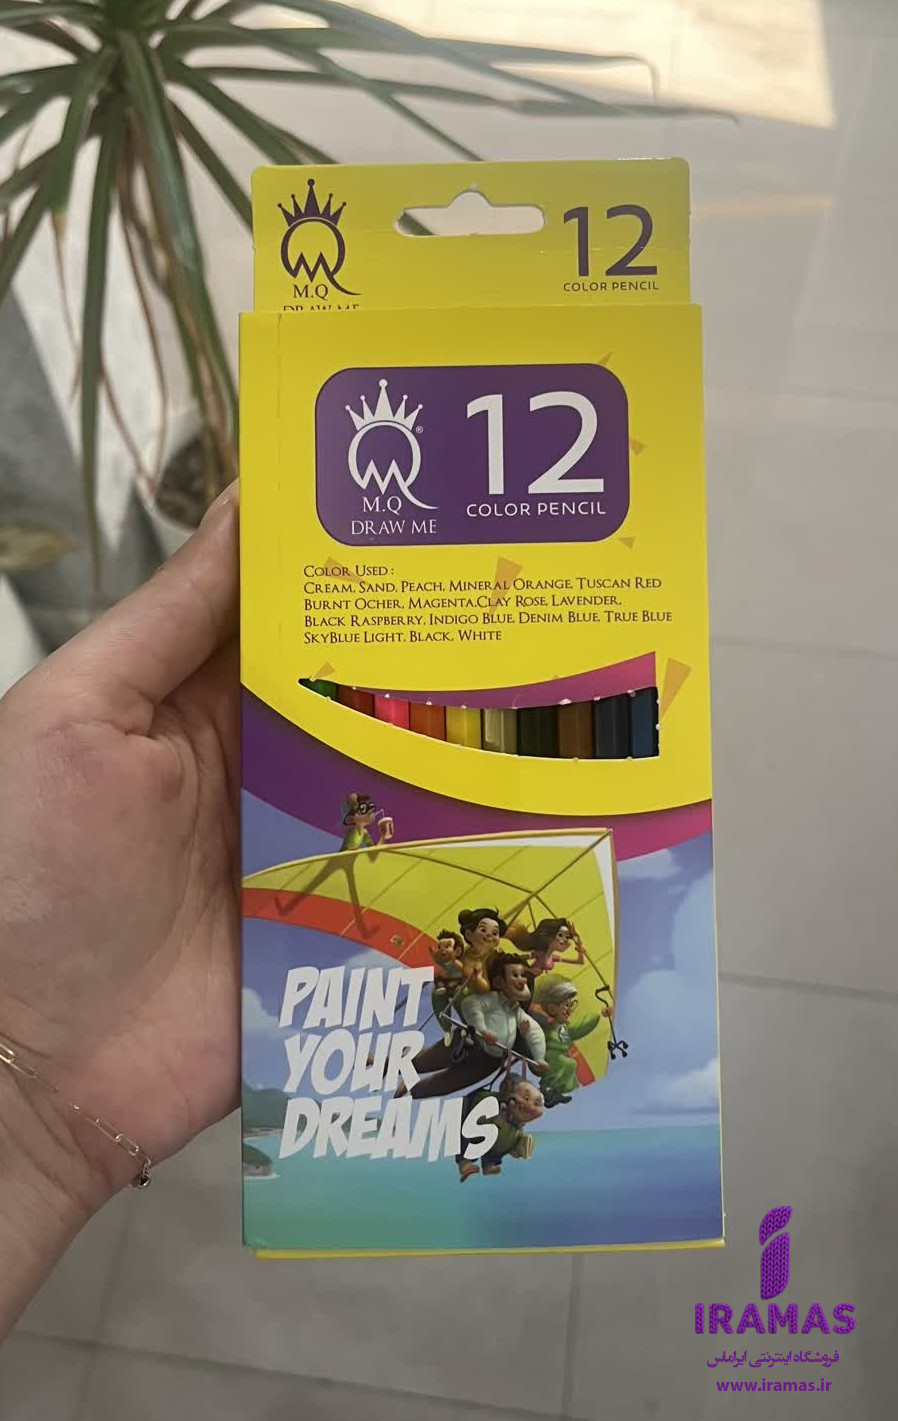 M.Q
DRAW ME
12
COLOR PENCIL
M.Q
DRAW ME
12
COLOR PENCIL
COLOR USED :
CREAM, SAND, PEACH, MINERAL ORANGE, TUSCAN RED
BURNT OCHER, MAGENTA,CLAY ROSE, LAVENDER,
BLACK RASPBERRY, INDIGO BLUE, DENIM BLUE, TRUE BLUE
SKYBLUE LIGHT, BLACK, WHITE
PAINT
YOUR
DREAMS
IRAMAS
فروشگاه اینترنتی ایراماس
www.iramas.ir